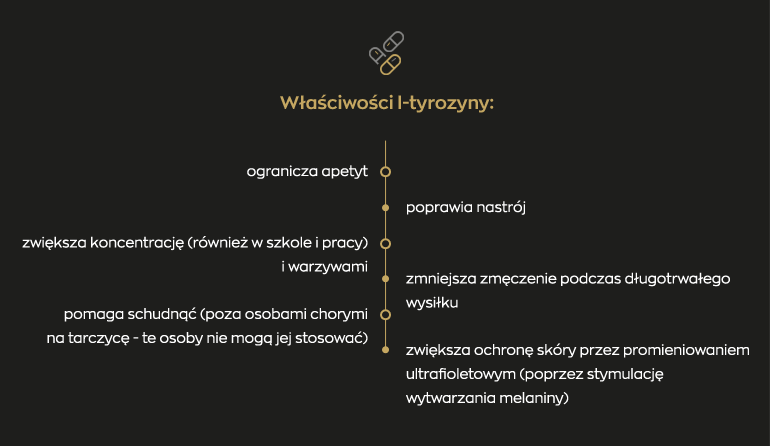 Właściwości l-tyrozyny:
ogranicza apetyt
poprawia nastrój
zwiększa koncentrację (również w szkole i pracy)
i warzywami
zmniejsza zmęczenie podczas długotrwałego
wysiłku
pomaga schudnąć (poza osobami chorymi
na tarczycę - te osoby nie mogą jej stosować)
zwiększa ochronę skóry przez promieniowaniem
ultrafioletowym (poprzez stymulację
wytwarzania melaniny)